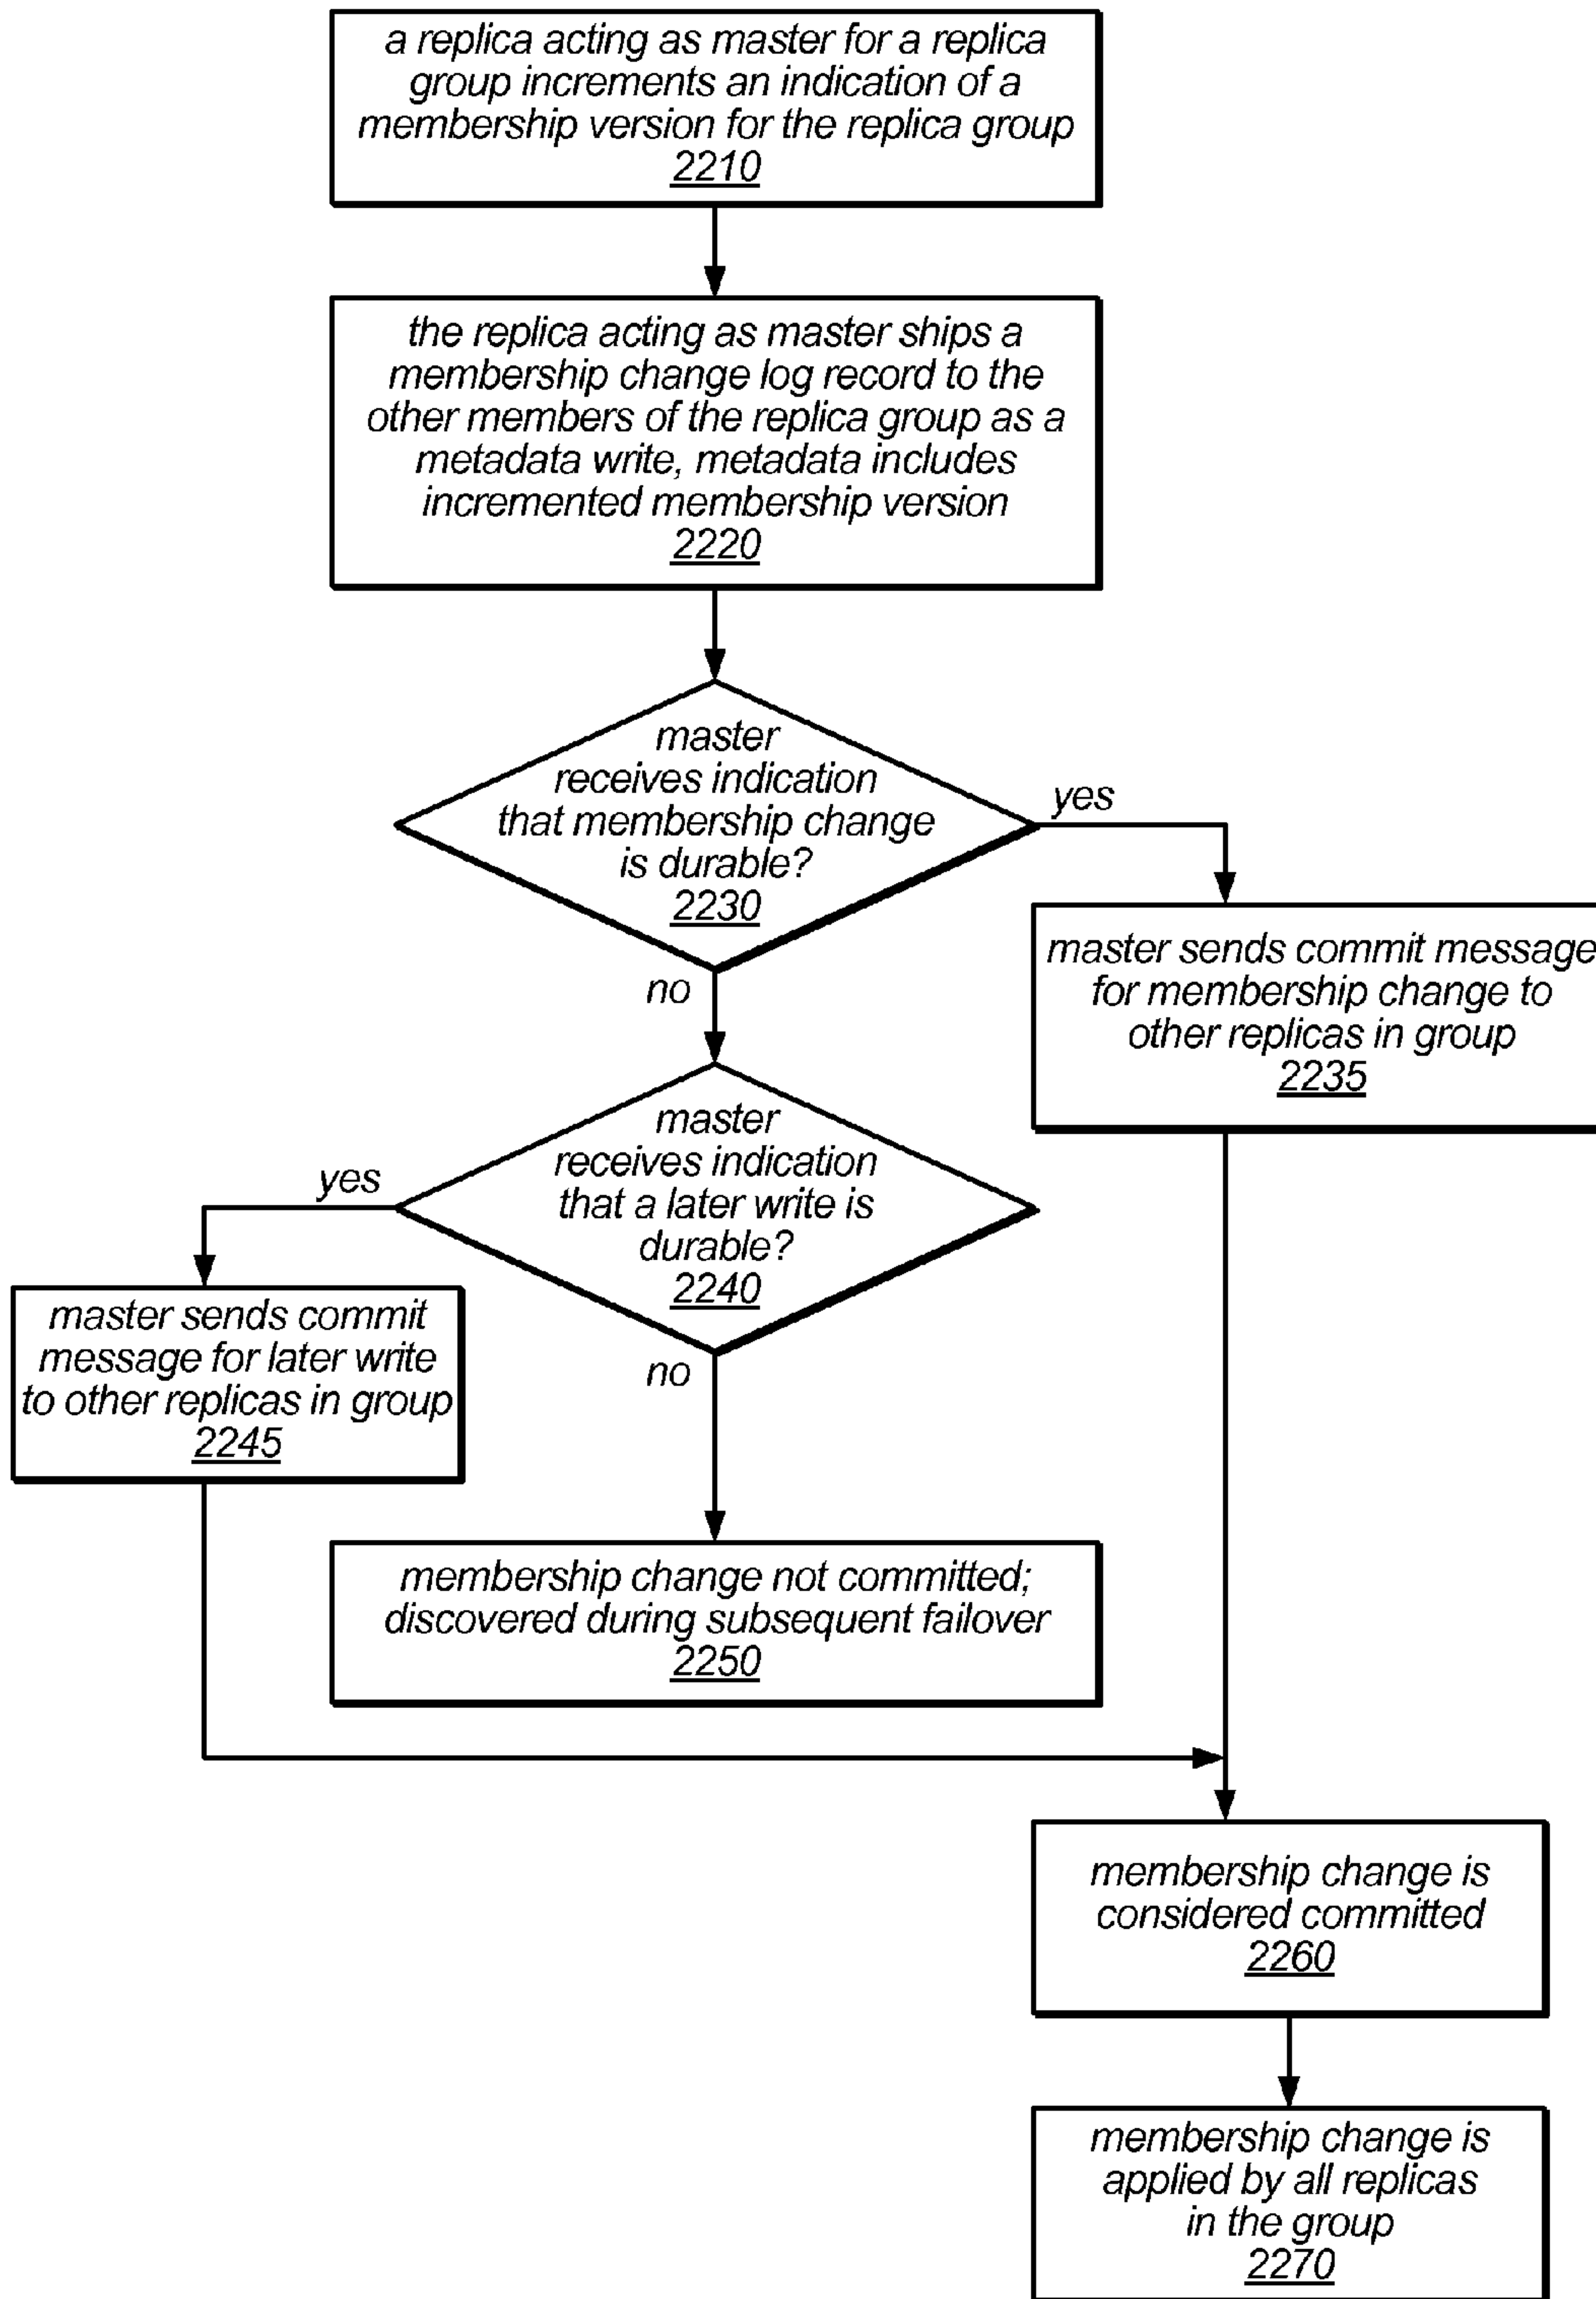 a replica acting as master for a replica
group increments an indication of a
membership version for the replica group
2210
the replica acting as master ships a
membership change log record to the
other members of the replica group as a
metadata write, metadata includes
incremented membership version
2220
master
receives indication
that membership change
is durable?
2230
yes
no
master sends commit message
for membership change to
other replicas in group
2235
master
receives indication
that a later write is
durable?
2240
yes
no
master sends commit
message for later write
to other replicas in group
2245
membership change not committed;
discovered during subsequent failover
2250
membership change is
considered committed
2260
membership change is
applied by all replicas
in the group
2270